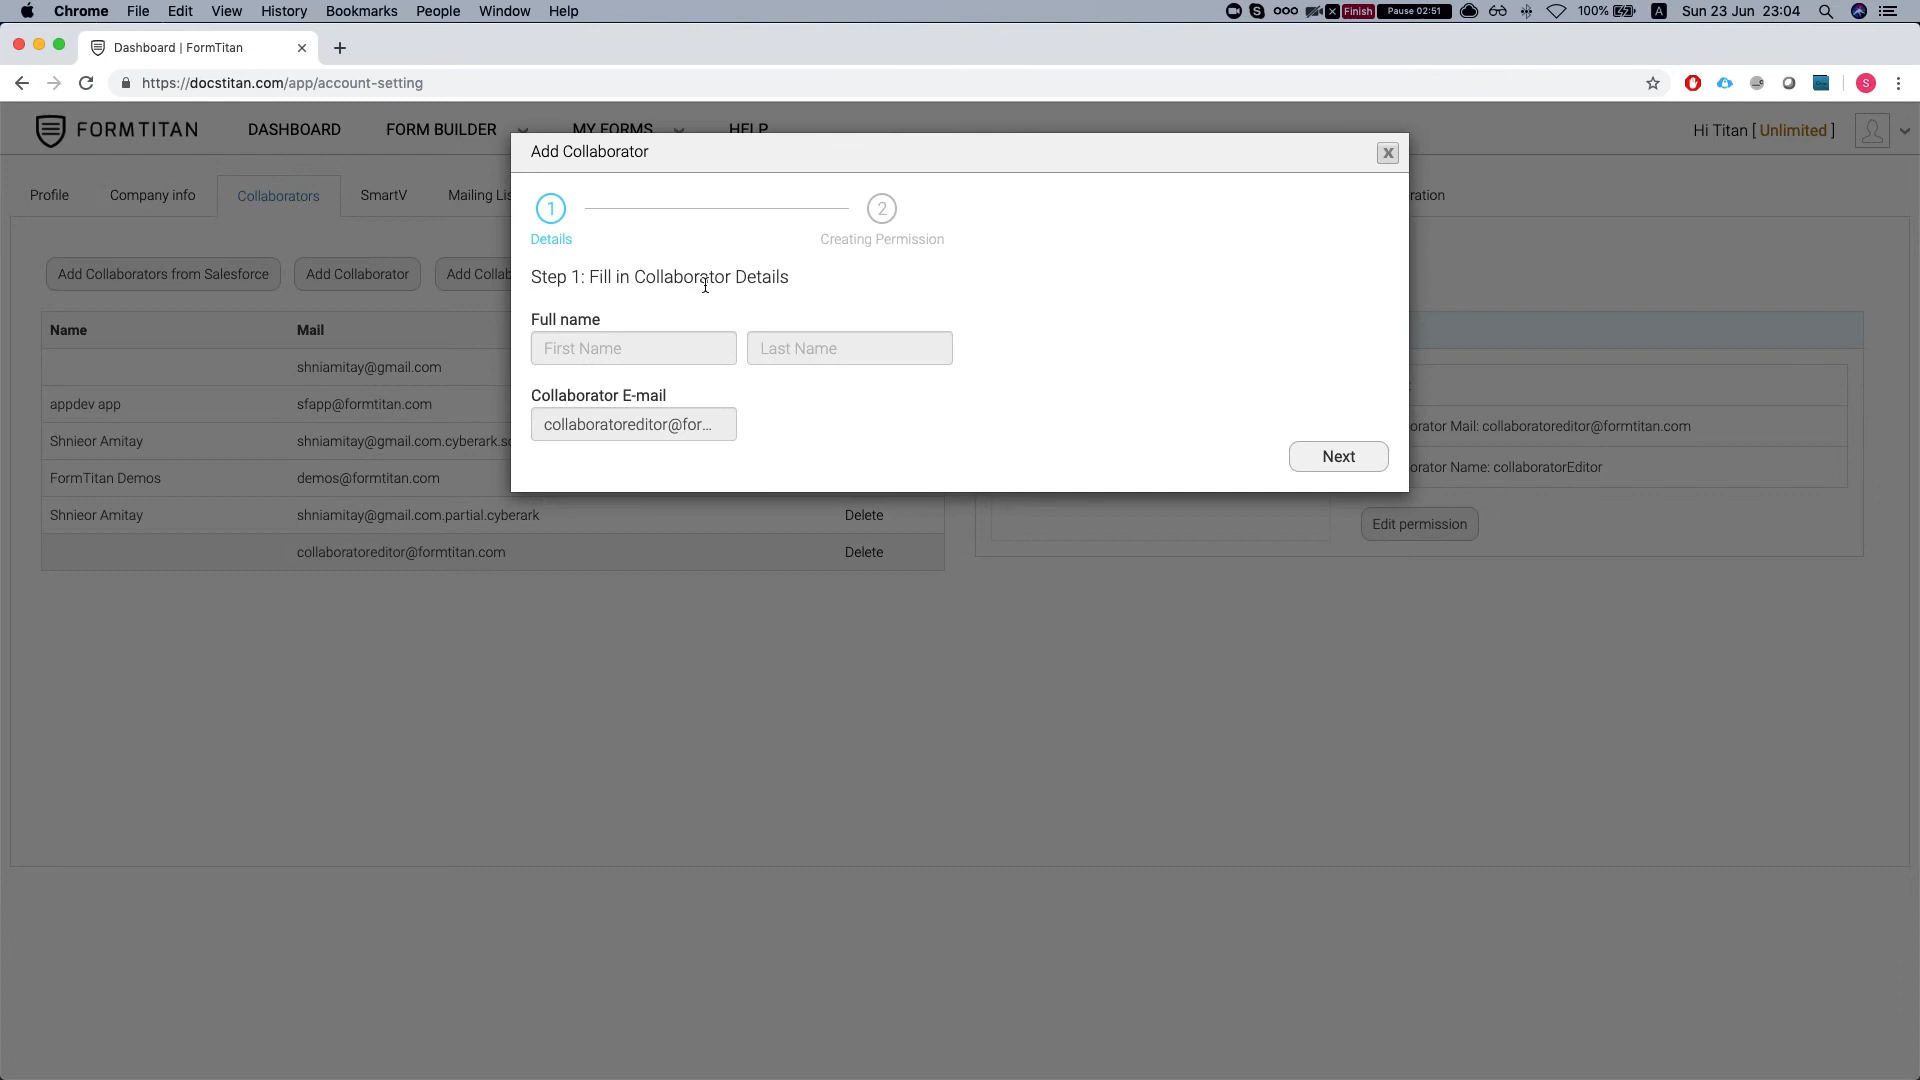 Chrome File Edit View History Bookmarks People Window Help
Finish Pause 02:51 100% A Sun 23 Jun 23:04
Dashboard | FormTitan
https://docstitan.com/app/account-setting
S
FORMTITAN DASHBOARD FORM BUILDER MY FORMS HELP Hi Titan [ Unlimited ]
Add Collaborator
X
Profile Company info Collaborators SmartV Mailing Lis ration
1 2
Details Creating Permission
Add Collaborators from Salesforce Add Collaborator Add Collab
Step 1: Fill in Collaborator Details
Full name
First Name Last Name
Collaborator E-mail
collaboratoreditor@for...
Next
Name Mail
shniamitay@gmail.com
appdev app sfapp@formtitan.com
Shnieor Amitay shniamitay@gmail.com.cyberark.s
FormTitan Demos demos@formtitan.com
Shnieor Amitay shniamitay@gmail.com.partial.cyberark Delete
collaboratoreditor@formtitan.com Delete
orator Mail: collaboratoreditor@formtitan.com
orator Name: collaboratorEditor
Edit permission